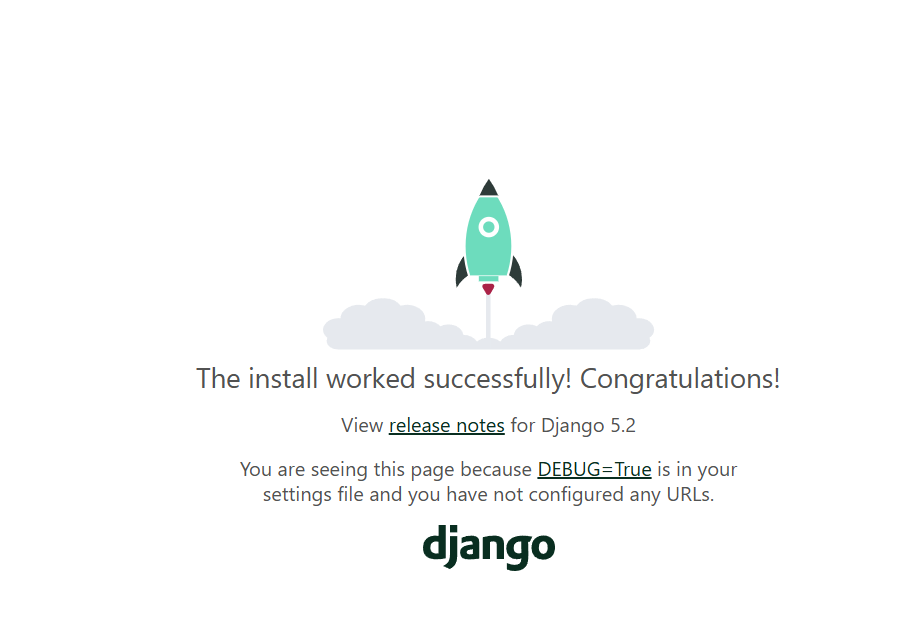 The install worked successfully! Congratulations!
View release notes for Django 5.2
You are seeing this page because DEBUG=True is in your
settings file and you have not configured any URLs.
django